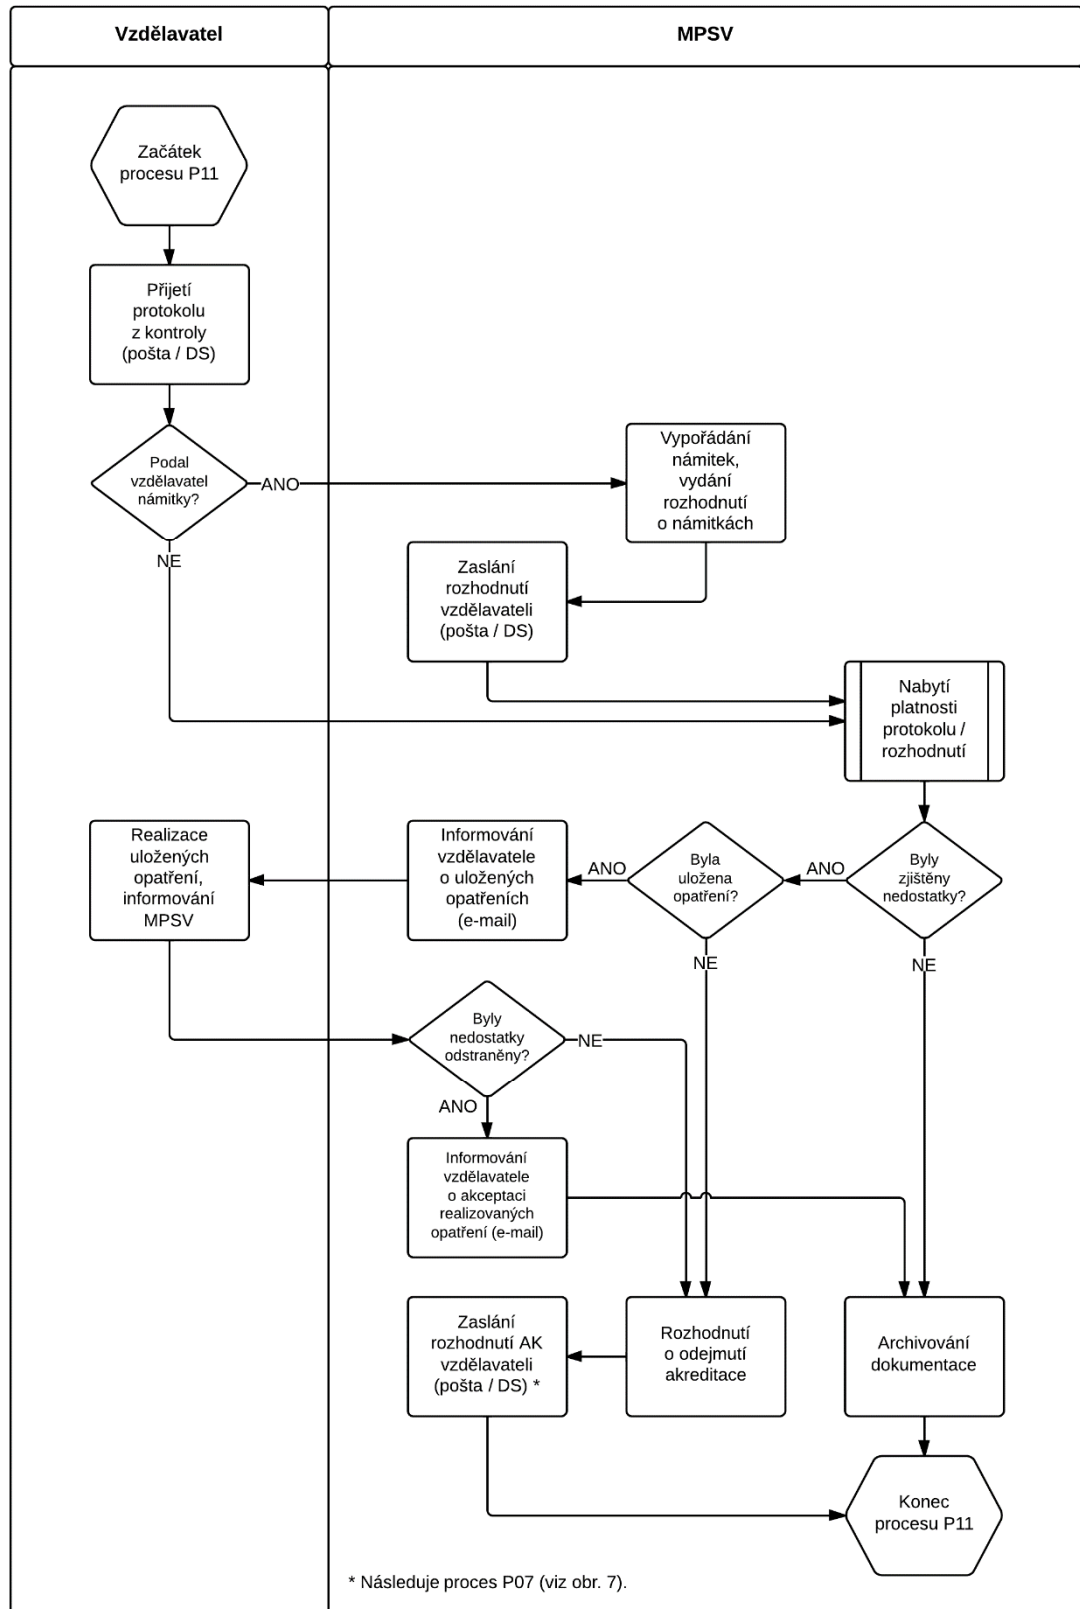 Vzdělavatel
MPSV
Začátek
procesu P11
Přijetí
protokolu
z kontroly
(pošta / DS)
Podal
vzdělavatel
námitky?
ANO
NE
Vypořádání
námitek,
vydání
rozhodnutí
o námitkách
Zaslání
rozhodnutí
vzdělavateli
(pošta / DS)
Nabytí
platnosti
protokolu /
rozhodnutí
Byly
zjištěny
nedostatky?
ANO
NE
Byla
uložena
opatření?
ANO
NE
Informování
vzdělavatele
o uložených
opatřeních
(e-mail)
Realizace
uložených
opatření,
informování
MPSV
Byly
nedostatky
odstraněny?
NE
ANO
Informování
vzdělavatele
o akceptaci
realizovaných
opatření (e-mail)
Zaslání
rozhodnutí AK
vzdělavateli
(pošta / DS) *
Rozhodnutí
o odejmutí
akreditace
Archivování
dokumentace
Konec
procesu P11
* Následuje proces P07 (viz obr. 7).